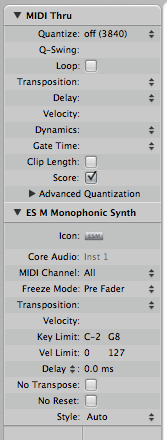 MIDI Thru
Quantize: off (3840)
Q-Swing:
Loop:
Transposition:
Delay:
Velocity:
Dynamics:
Gate Time:
Clip Length:
Score:
Advanced Quantization
ES M Monophonic Synth
Icon:
Core Audio: Inst 1
MIDI Channel: All
Freeze Mode: Pre Fader
Transposition:
Velocity:
Key Limit: C-2 G8
Vel Limit: 0 127
Delay : 0.0 ms
No Transpose:
No Reset:
Style: Auto